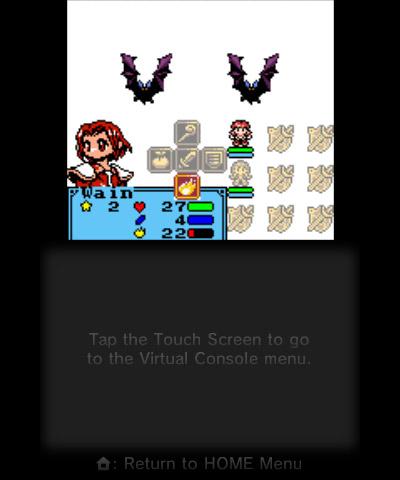 Wain
2 27
4
22
Tap the Touch Screen to go
to the Virtual Console menu.
: Return to HOME Menu